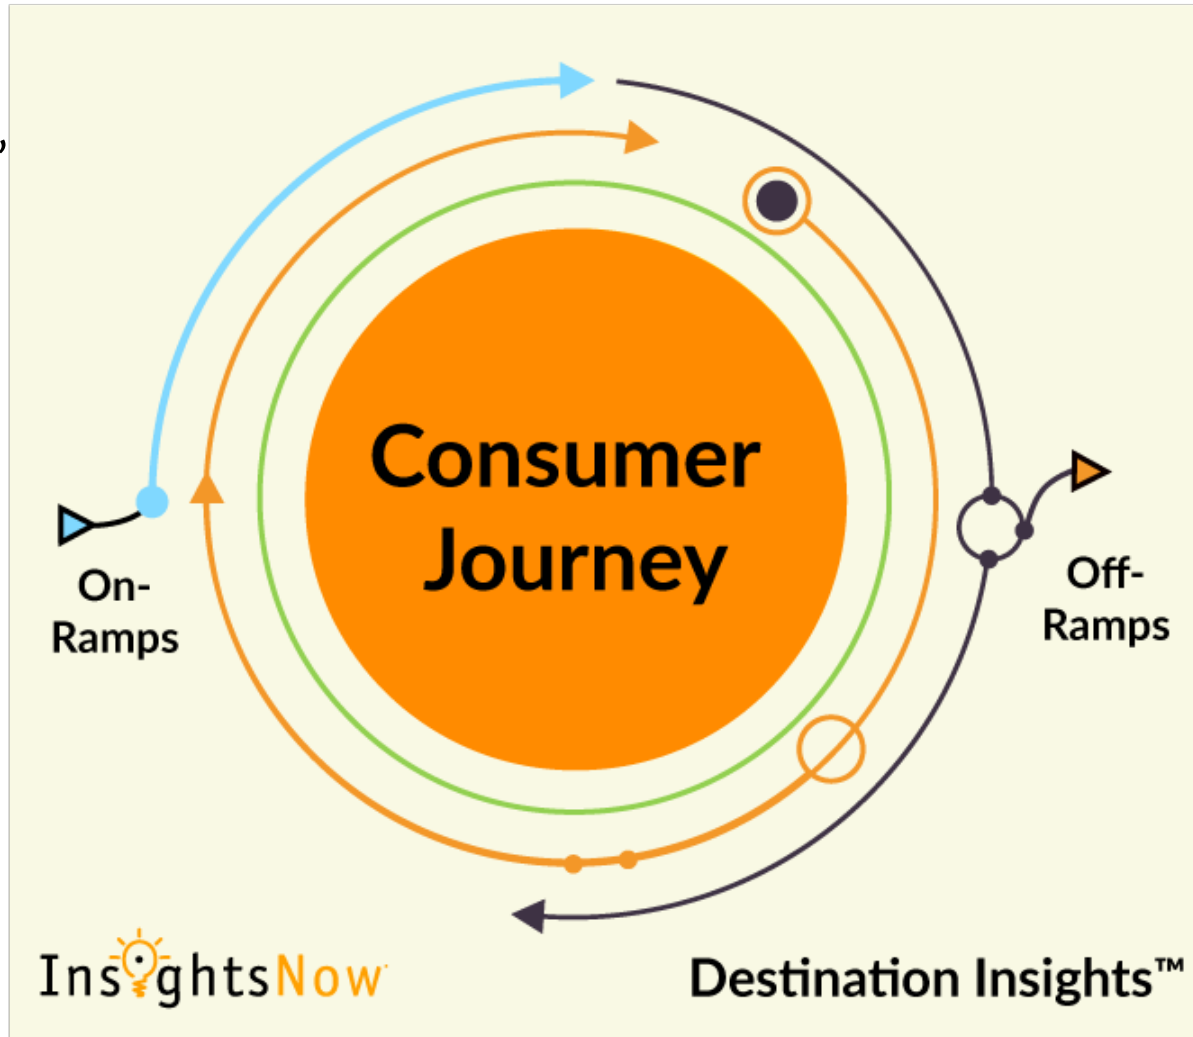 Consumer
Journey
On-
Ramps
Off-
Ramps
InsightsNow
Destination Insights™